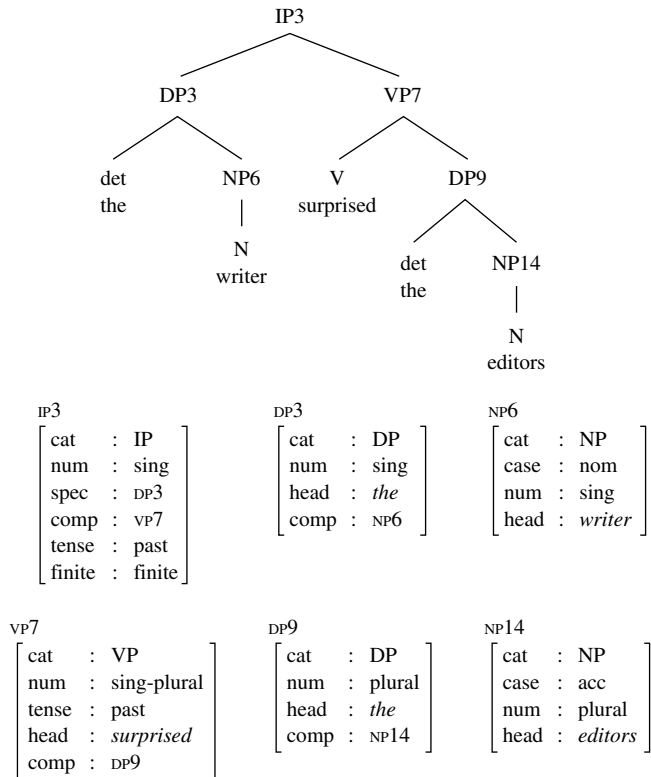 IP3
DP3 VP7
det NP6 V DP9
the surprised
N det NP14
writer the
N
editors
IP3 DP3 NP6
cat : IP cat : DP cat : NP
num : sing num : sing case : nom
spec : DP3 head : the num : sing
comp : VP7 comp : NP6 head : writer
tense : past
finite : finite
VP7 DP9 NP14
cat : VP cat : DP cat : NP
num : sing-plural num : plural case : acc
tense : past head : the num : plural
head : surprised comp : NP14 head : editors
comp : DP9